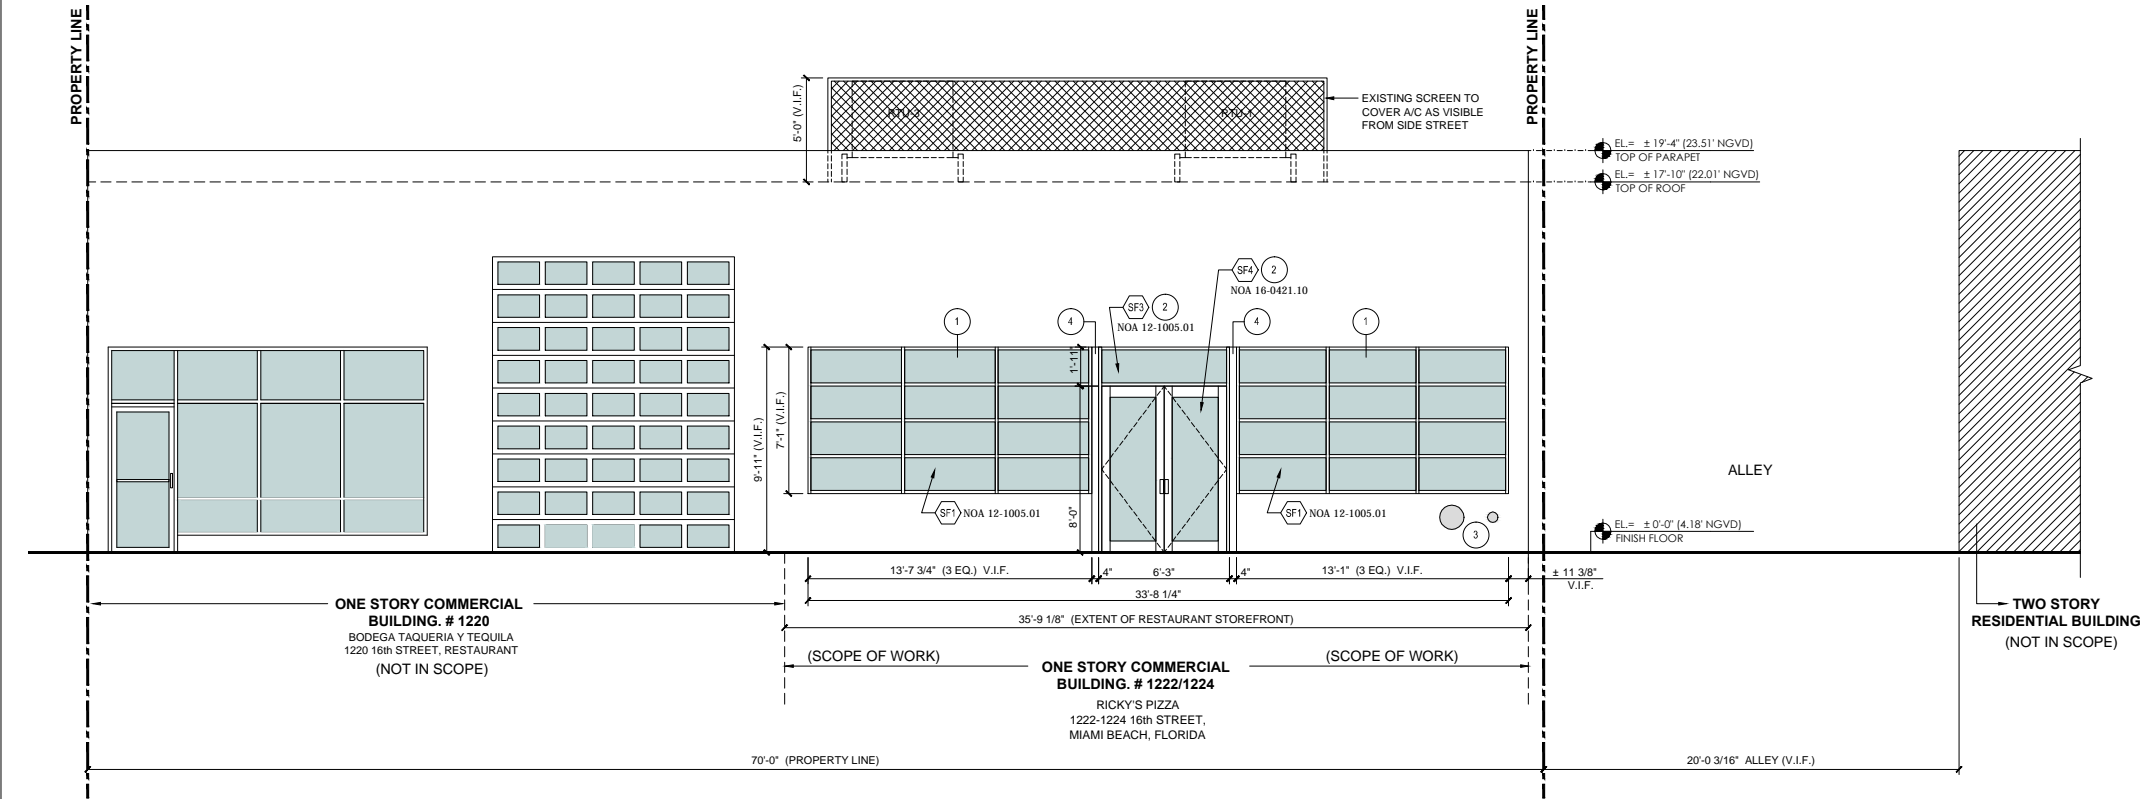 PROPERTY LINE
PROPERTY LINE
5'-0" (V.I.F.)
RTU-3
RTU-1
EXISTING SCREEN TO
COVER A/C AS VISIBLE
FROM SIDE STREET
EL.= ± 19'-4" (23.51' NGVD)
TOP OF PARAPET
EL.= ± 17'-10" (22.01' NGVD)
TOP OF ROOF
SF4 2
NOA 16-0421.10
SF3 2
NOA 12-1005.01
1
4
4
1
1'-11"
9'-11" (V.I.F.)
7'-1" (V.I.F.)
8'-0"
ALLEY
SF1 NOA 12-1005.01
SF1 NOA 12-1005.01
3
EL.= ± 0'-0" (4.18' NGVD)
FINISH FLOOR
13'-7 3/4" (3 EQ.) V.I.F.
4"
6'-3"
4"
13'-1" (3 EQ.) V.I.F.
± 11 3/8"
V.I.F.
33'-8 1/4"
35'-9 1/8" (EXTENT OF RESTAURANT STOREFRONT)
ONE STORY COMMERCIAL
BUILDING. # 1220
BODEGA TAQUERIA Y TEQUILA
1220 16th STREET, RESTAURANT
(NOT IN SCOPE)
(SCOPE OF WORK)
(SCOPE OF WORK)
ONE STORY COMMERCIAL
BUILDING. # 1222/1224
RICKY'S PIZZA
1222-1224 16th STREET,
MIAMI BEACH, FLORIDA
TWO STORY
RESIDENTIAL BUILDING
(NOT IN SCOPE)
70'-0" (PROPERTY LINE)
20'-0 3/16" ALLEY (V.I.F.)